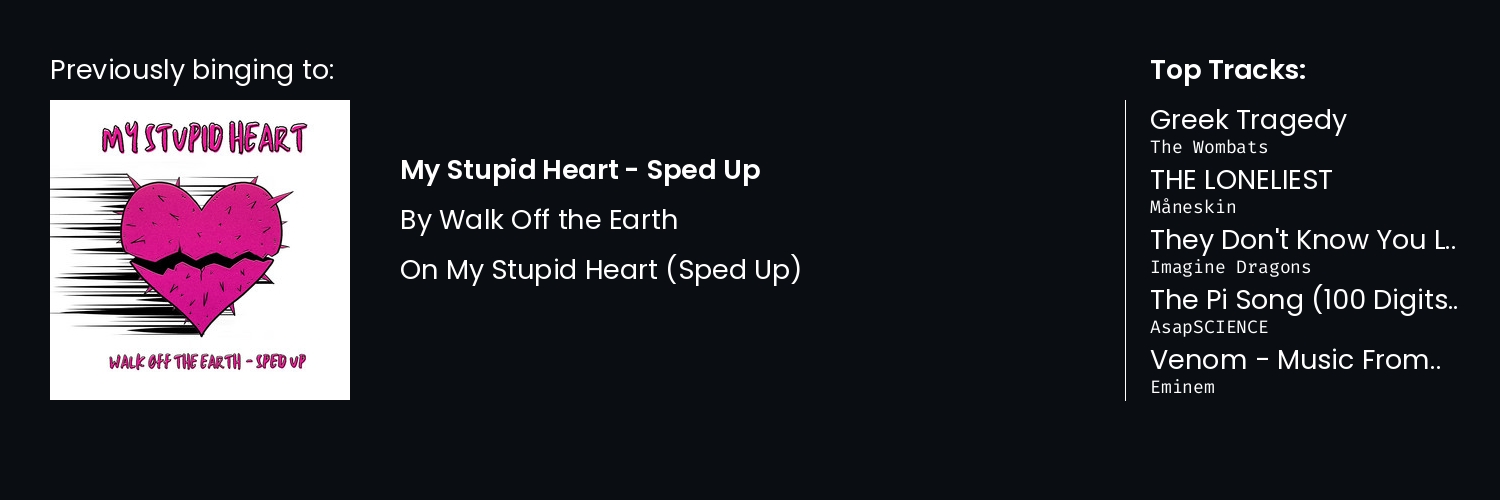 Previously binging to:
MY STUPID HEART
WALK OFF THE EARTH - SPED UP
My Stupid Heart - Sped Up
By Walk Off the Earth
On My Stupid Heart (Sped Up)
Top Tracks:
Greek Tragedy
The Wombats
THE LONELIEST
Måneskin
They Don't Know You L..
Imagine Dragons
The Pi Song (100 Digits..
AsapSCIENCE
Venom - Music From..
Eminem